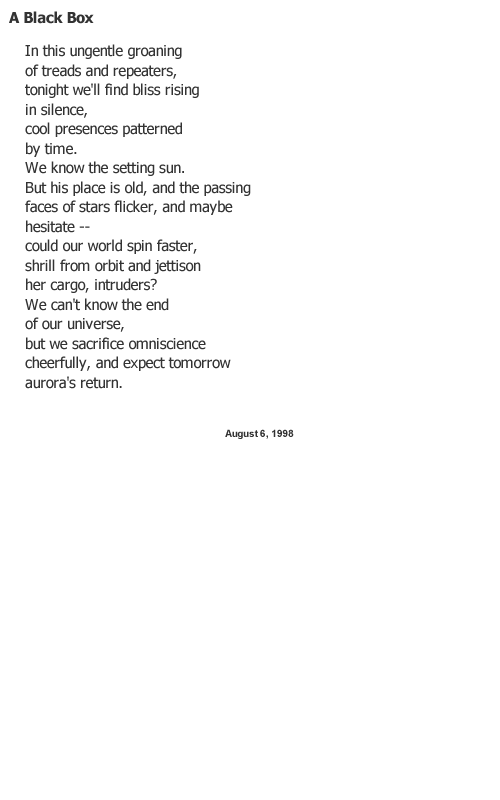 A Black Box
In this ungentle groaning
of treads and repeaters,
tonight we'll find bliss rising
in silence,
cool presences patterned
by time.
We know the setting sun.
But his place is old, and the passing
faces of stars flicker, and maybe
hesitate --
could our world spin faster,
shrill from orbit and jettison
her cargo, intruders?
We can't know the end
of our universe,
but we sacrifice omniscience
cheerfully, and expect tomorrow
aurora's return.
August 6, 1998